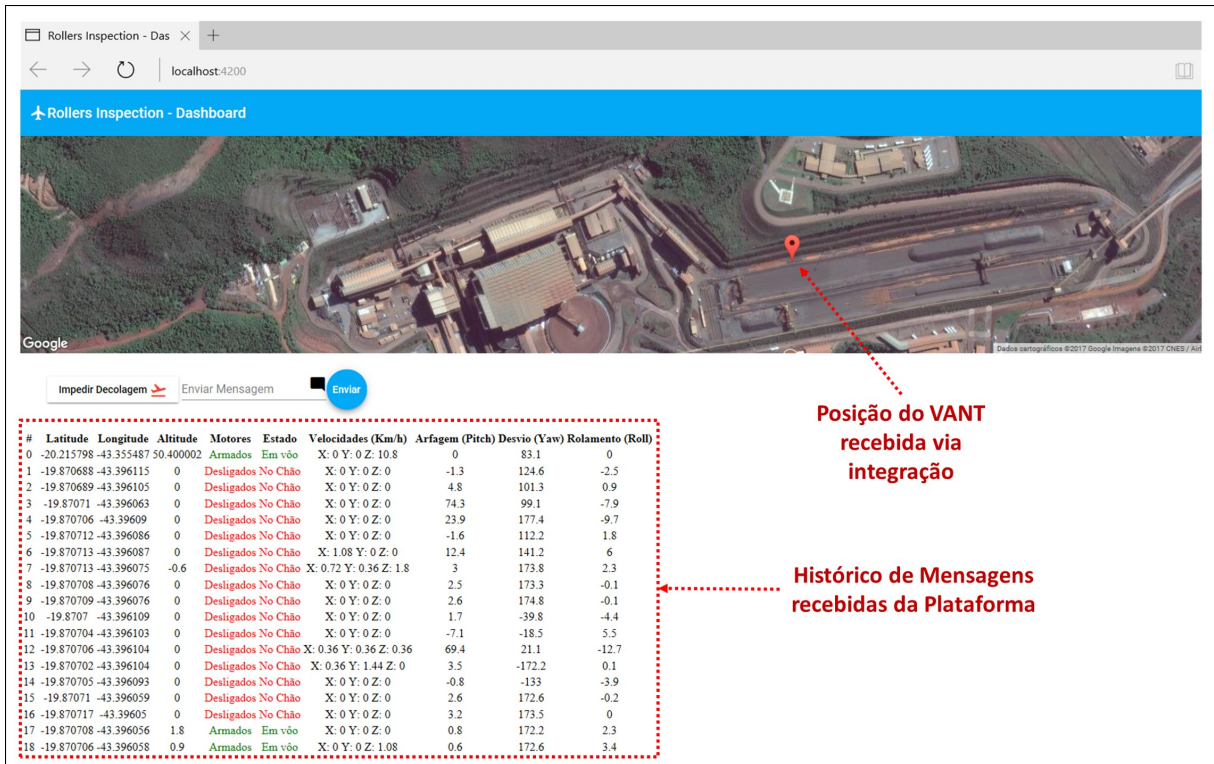 Rollers Inspection - Das
localhost:4200
Rollers Inspection - Dashboard
Google
Dados cartográficos ©2017 Google Imagens ©2017 CNES / Air
Impedir Decolagem Enviar Mensagem Enviar
Posição do VANT
recebida via
integração
# Latitude Longitude Altitude Motores Estado Velocidades (Km/h) Arfagem (Pitch) Desvio (Yaw) Rolamento (Roll)
0 -20.215798 -43.355487 50.400002 Armados Em vôo X: 0 Y: 0 Z: 10.8 0 83.1 0
1 -19.870688 -43.396115 0 Desligados No Chão X: 0 Y: 0 Z: 0 -1.3 124.6 -2.5
2 -19.870689 -43.396105 0 Desligados No Chão X: 0 Y: 0 Z: 0 4.8 101.3 0.9
3 -19.87071 -43.396063 0 Desligados No Chão X: 0 Y: 0 Z: 0 74.3 99.1 -7.9
4 -19.870706 -43.39609 0 Desligados No Chão X: 0 Y: 0 Z: 0 23.9 177.4 -9.7
5 -19.870712 -43.396086 0 Desligados No Chão X: 0 Y: 0 Z: 0 -1.6 112.2 1.8
6 -19.870713 -43.396087 0 Desligados No Chão X: 1.08 Y: 0 Z: 0 12.4 141.2 6
7 -19.870713 -43.396075 -0.6 Desligados No Chão X: 0.72 Y: 0.36 Z: 1.8 3 173.8 2.3
8 -19.870708 -43.396076 0 Desligados No Chão X: 0 Y: 0 Z: 0 2.5 173.3 -0.1
9 -19.870709 -43.396076 0 Desligados No Chão X: 0 Y: 0 Z: 0 2.6 174.8 -0.1
10 -19.8707 -43.396109 0 Desligados No Chão X: 0 Y: 0 Z: 0 1.7 -39.8 -4.4
11 -19.870704 -43.396103 0 Desligados No Chão X: 0 Y: 0 Z: 0 -7.1 -18.5 5.5
12 -19.870706 -43.396104 0 Desligados No Chão X: 0.36 Y: 0.36 Z: 0.36 69.4 21.1 -12.7
13 -19.870702 -43.396104 0 Desligados No Chão X: 0.36 Y: 1.44 Z: 0 3.5 -172.2 0.1
14 -19.870705 -43.396093 0 Desligados No Chão X: 0 Y: 0 Z: 0 -0.8 -133 -3.9
15 -19.87071 -43.396059 0 Desligados No Chão X: 0 Y: 0 Z: 0 2.6 172.6 -0.2
16 -19.870717 -43.39605 0 Desligados No Chão X: 0 Y: 0 Z: 0 3.2 173.5 0
17 -19.870708 -43.396056 1.8 Armados Em vôo X: 0 Y: 0 Z: 0 0.8 172.2 2.3
18 -19.870706 -43.396058 0.9 Armados Em vôo X: 0 Y: 0 Z: 1.08 0.6 172.6 3.4
Histórico de Mensagens
recebidas da Plataforma